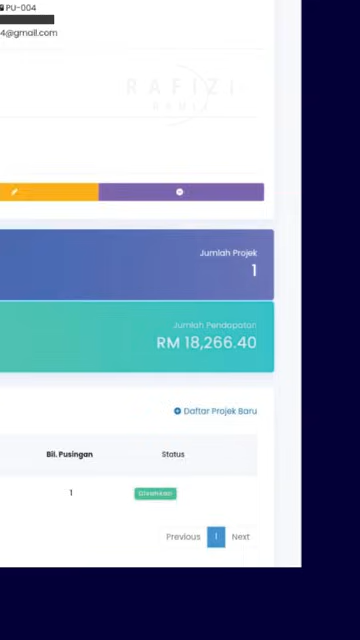 PU-004
4@gmail.com
RAFIZI
RAMLI
Jumlah Projek
1
Jumlah Pendapatan
RM 18,266.40
Daftar Projek Baru
Bil. Pusingan Status
1
Previous 1 Next